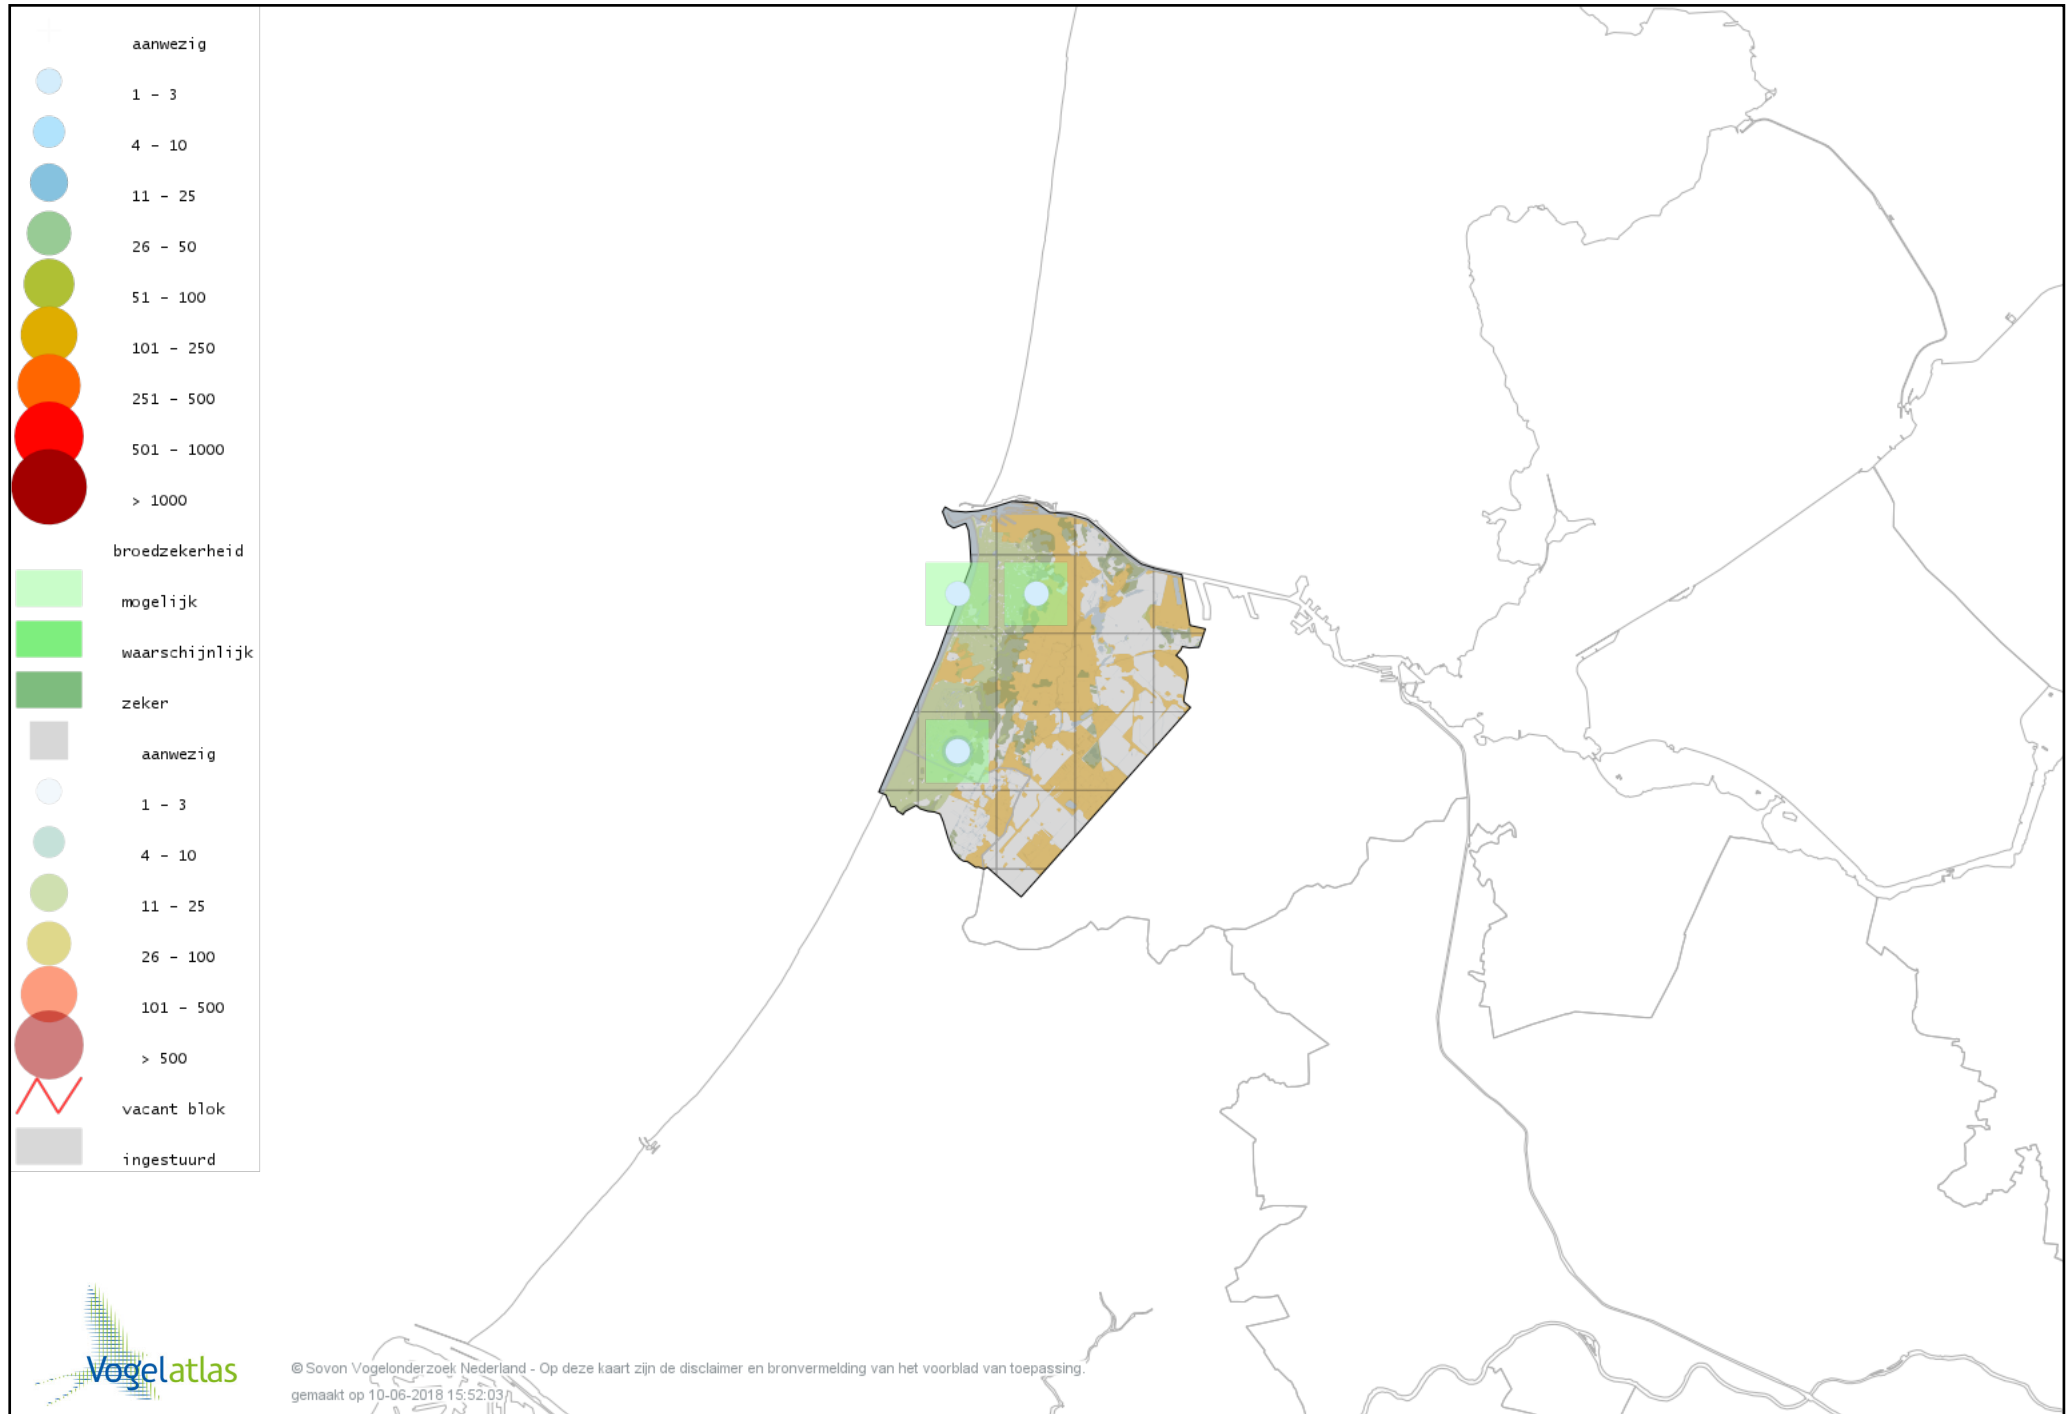 aanwezig
1 - 3
4 - 10
11 - 25
26 - 50
51 - 100
101 - 250
251 - 500
501 - 1000
> 1000
broedzekerheid
mogelijk
waarschijnlijk
zeker
aanwezig
1 - 3
4 - 10
11 - 25
26 - 100
101 - 500
> 500
vacant blok
ingestuurd
Vogelatlas
© Sovon Vogelonderzoek Nederland - Op deze kaart zijn de disclaimer en bronvermelding van het voorblad van toepassing.
gemaakt op 10-06-2018 15:52:03